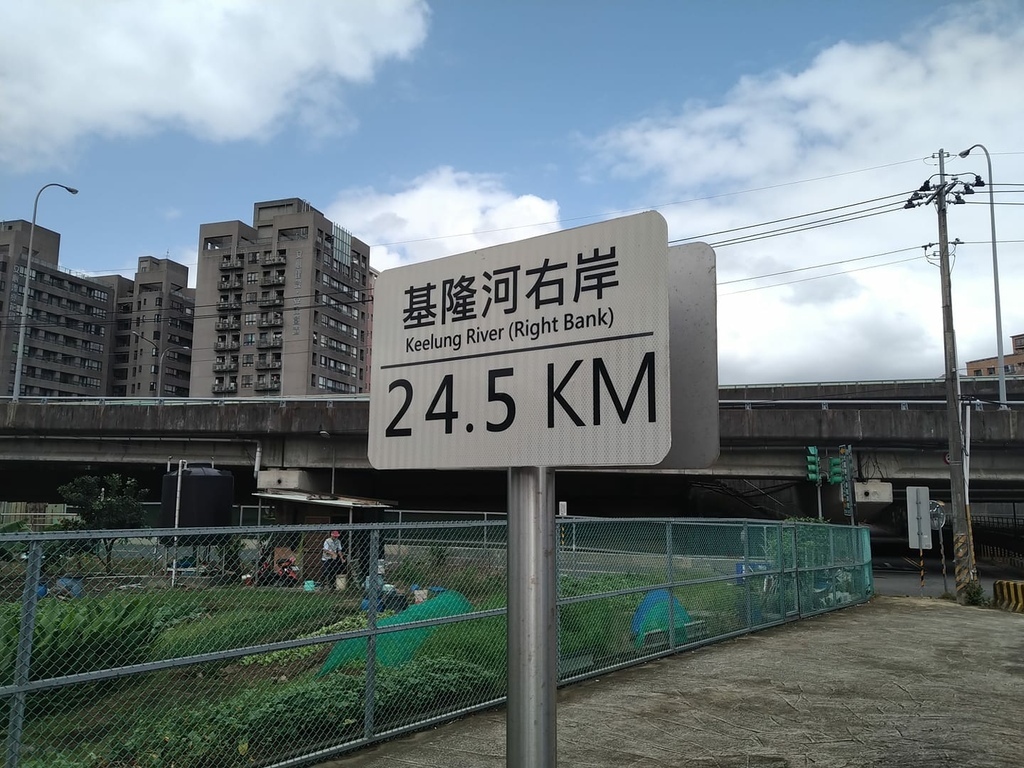 基隆河右岸
Keelung River (Right Bank)
24.5 KM